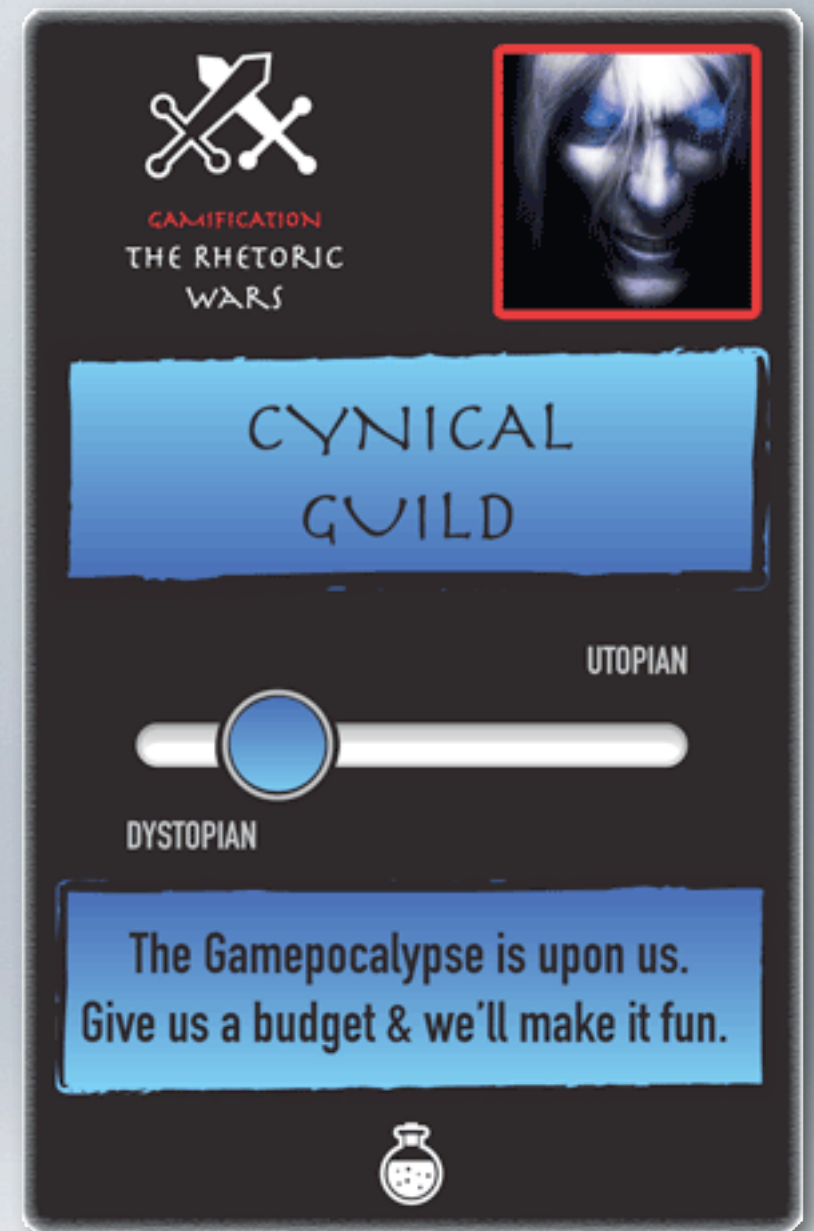 GAMIFICATION
THE RHETORIC
WARS
CYNICAL
GUILD
UTOPIAN
DYSTOPIAN
The Gamepocalypse is upon us.
Give us a budget & we'll make it fun.